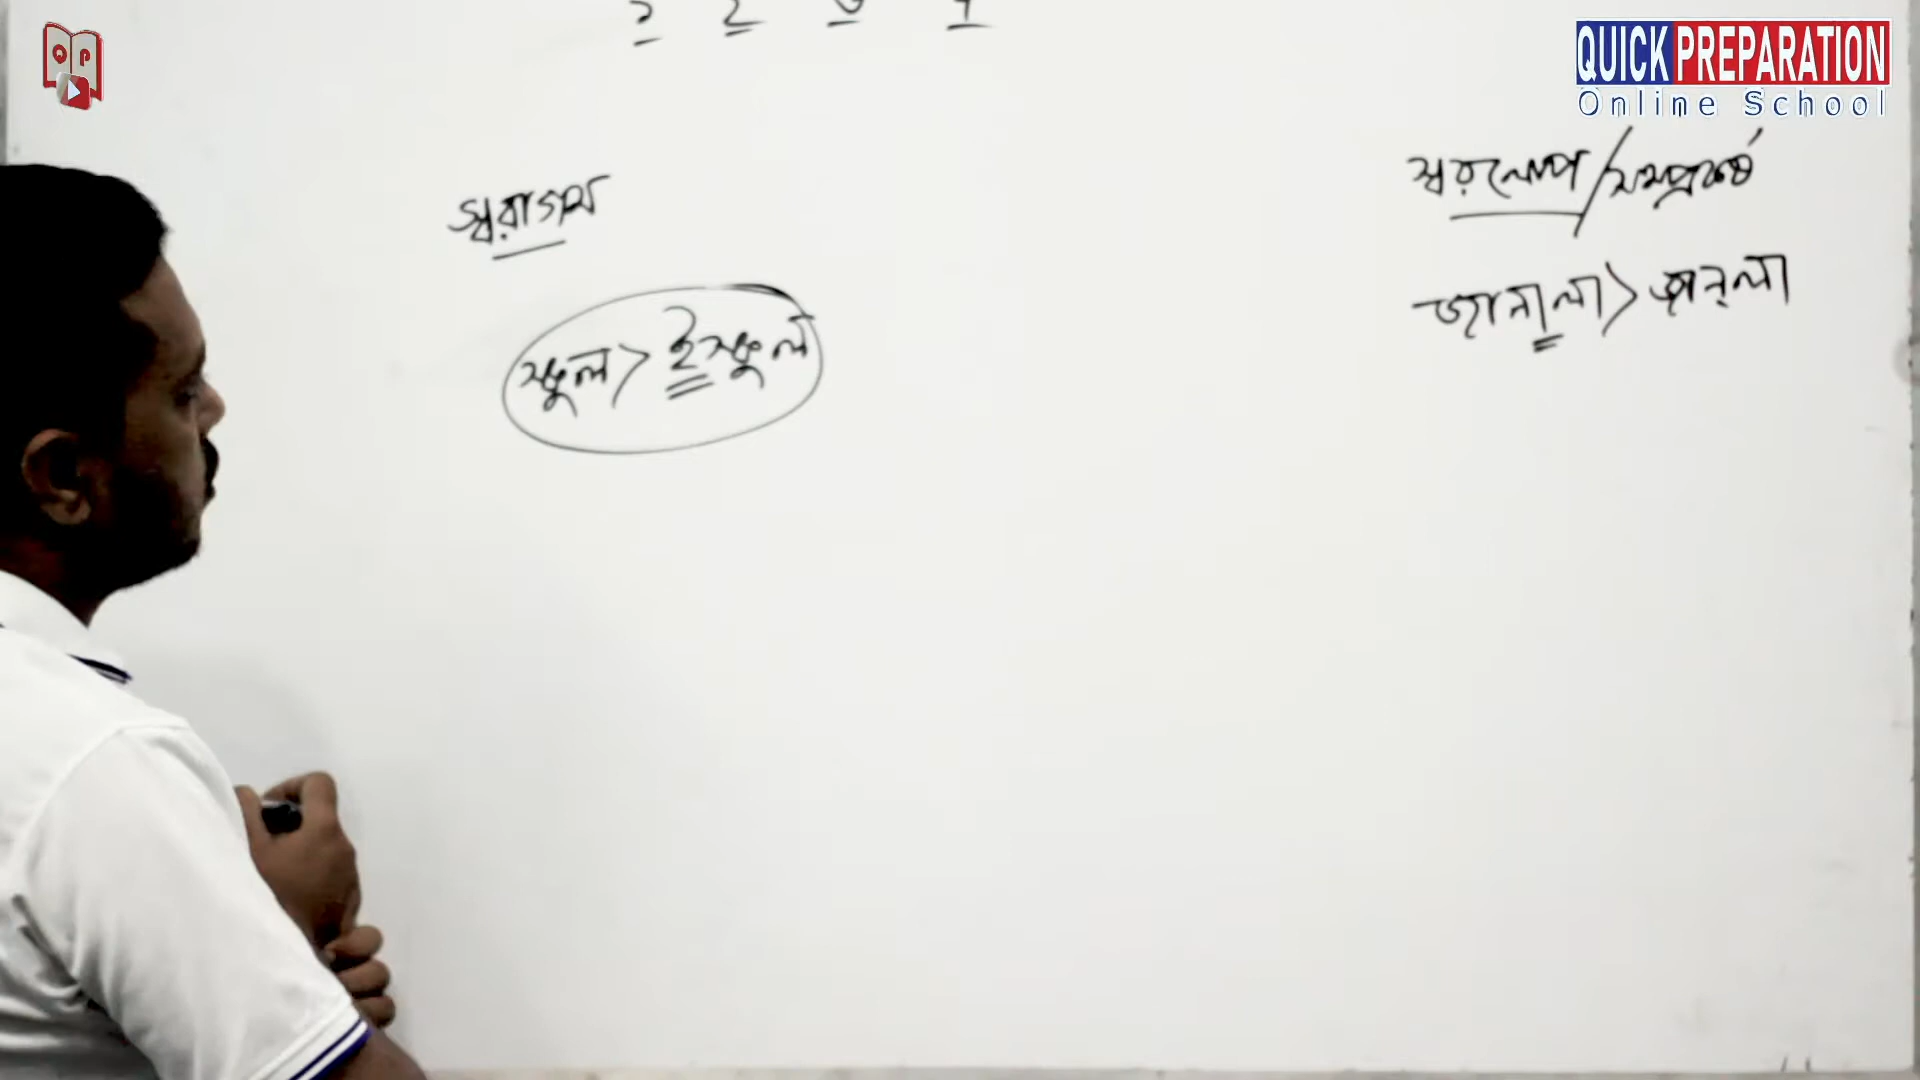 QUICK PREPARATION
Online School
স্বরাগম
স্কুল > ইস্কুল
স্বরলোপ/সম্প্রকর্ষ
জানালা > জান্‌লা